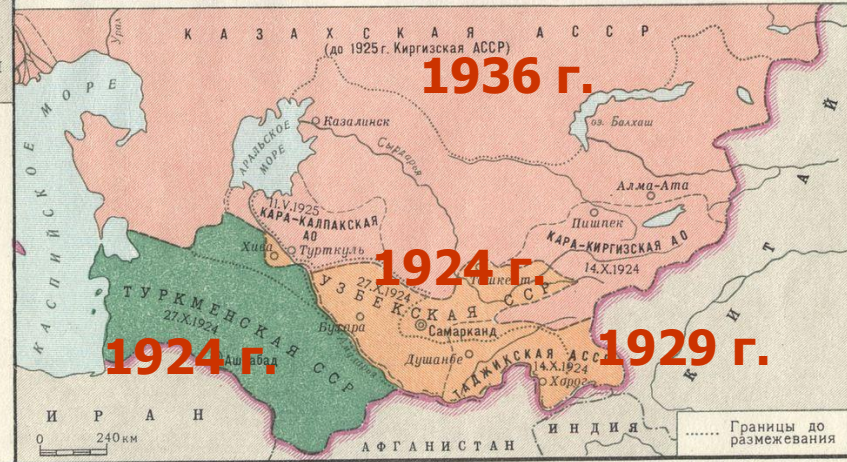 Урал
КАЗАХСКАЯ АССР
(до 1925 г. Киргизская АССР)
1936 г.
КАСПИЙСКОЕ МОРЕ
АРАЛЬСКОЕ
МОРЕ
Казалинск
Сырдарья
оз. Балхаш
Алма-Ата
Пишпек
11.V.1925
КАРА-КАЛПАКСКАЯ
АО
Турткуль
Хива
КАРА-КИРГИЗСКАЯ АО
14.X.1924
КИТАЙ
1924 г.
Ташкент
27.X.1924
УЗБЕКСКАЯ ССР
Самарканд
Бухара
ТУРКМЕНСКАЯ ССР
27.X.1924
1924 г.
Ашхабад
Душанбе
ТАДЖИКСКАЯ АССР
14.X.1924
Хорог
1929 г.
ИРАН
0 240 км
АФГАНИСТАН
ИНДИЯ
Границы до
размежевания